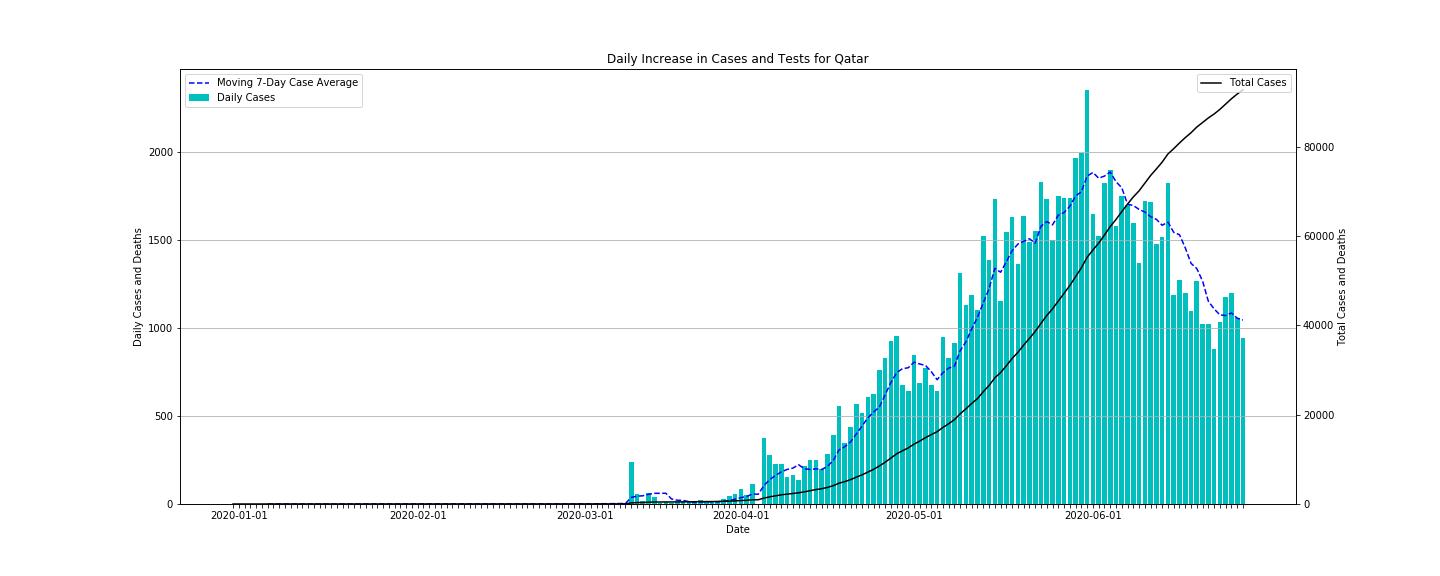 Daily Increase in Cases and Tests for Qatar
Moving 7-Day Case Average
Daily Cases
Total Cases
Daily Cases and Deaths
2000
1500
1000
500
0
Total Cases and Deaths
80000
60000
40000
20000
0
2020-01-01
2020-02-01
2020-03-01
2020-04-01
2020-05-01
2020-06-01
Date